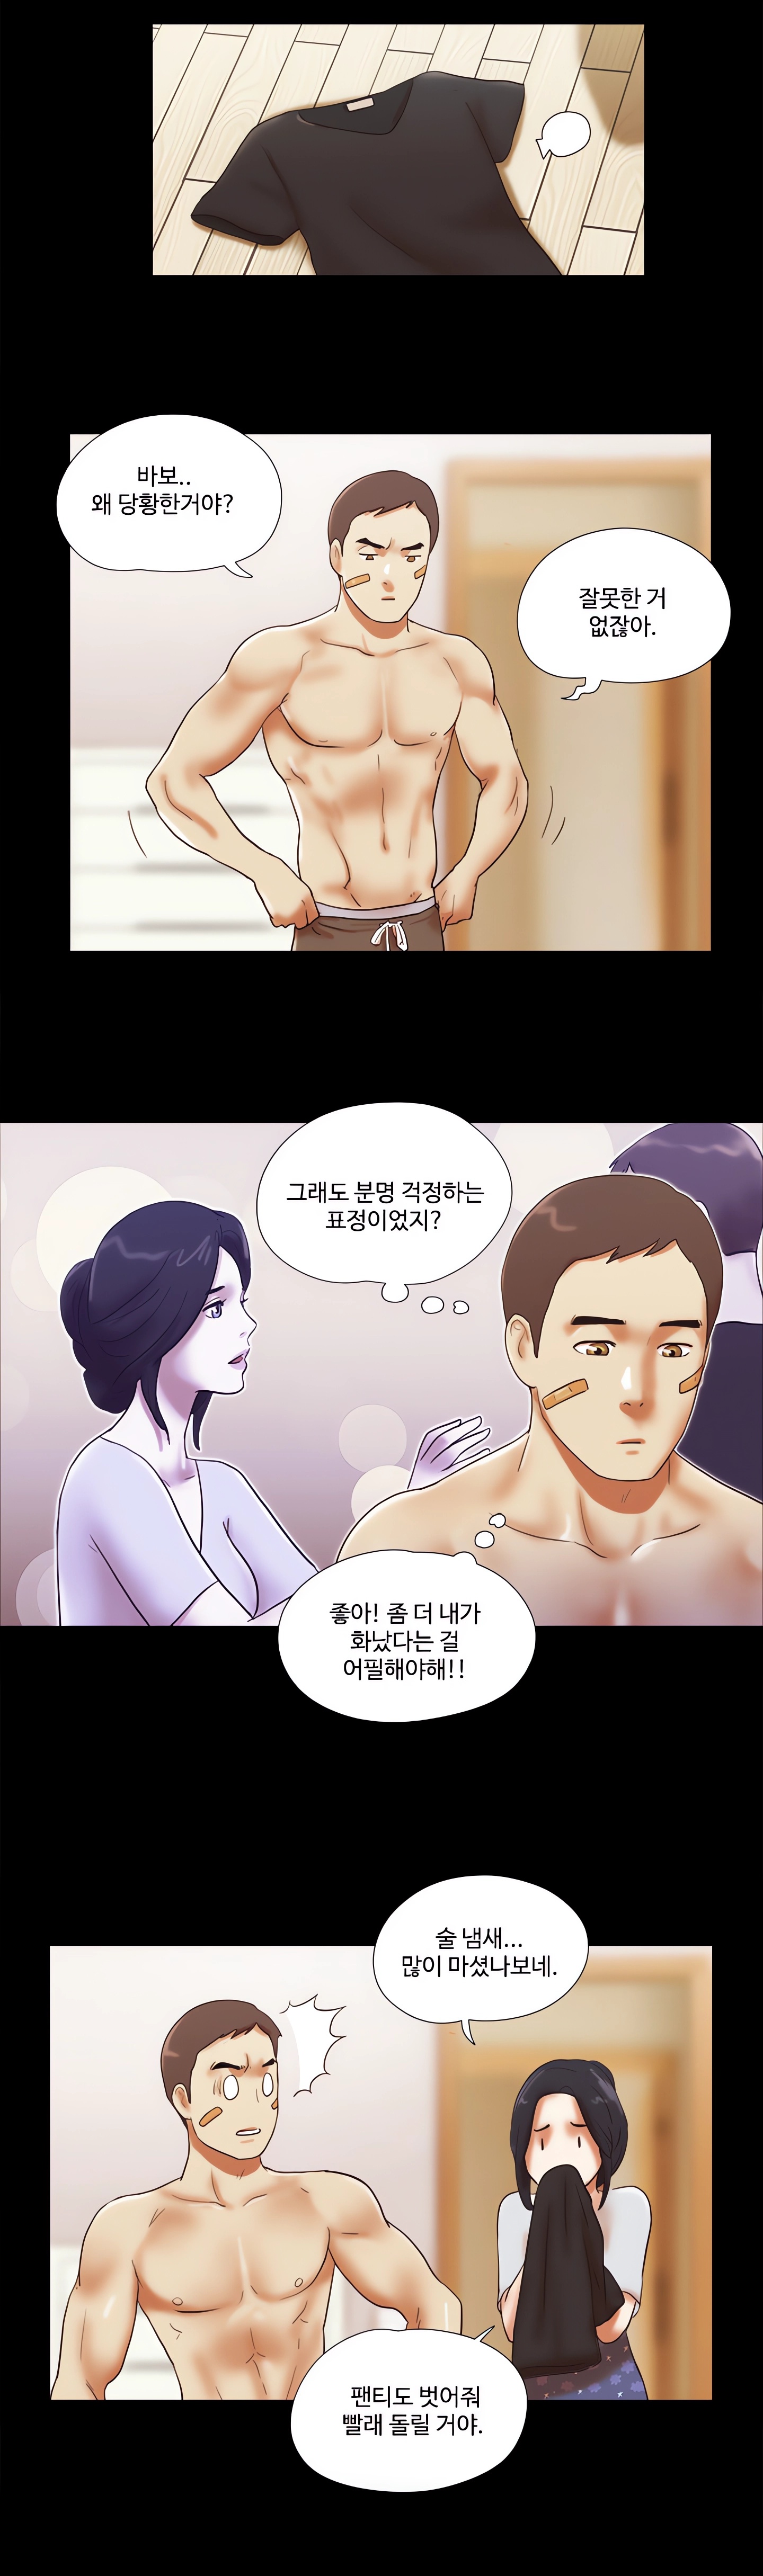 바보..
왜 당황한거야?
잘못한 거
없잖아.
그래도 분명 걱정하는
표정이었지?
좋아! 좀 더 내가
화났다는 걸
어필해야해!!
술 냄새...
많이 마셨나보네.
팬티도 벗어줘
빨래 돌릴 거야.